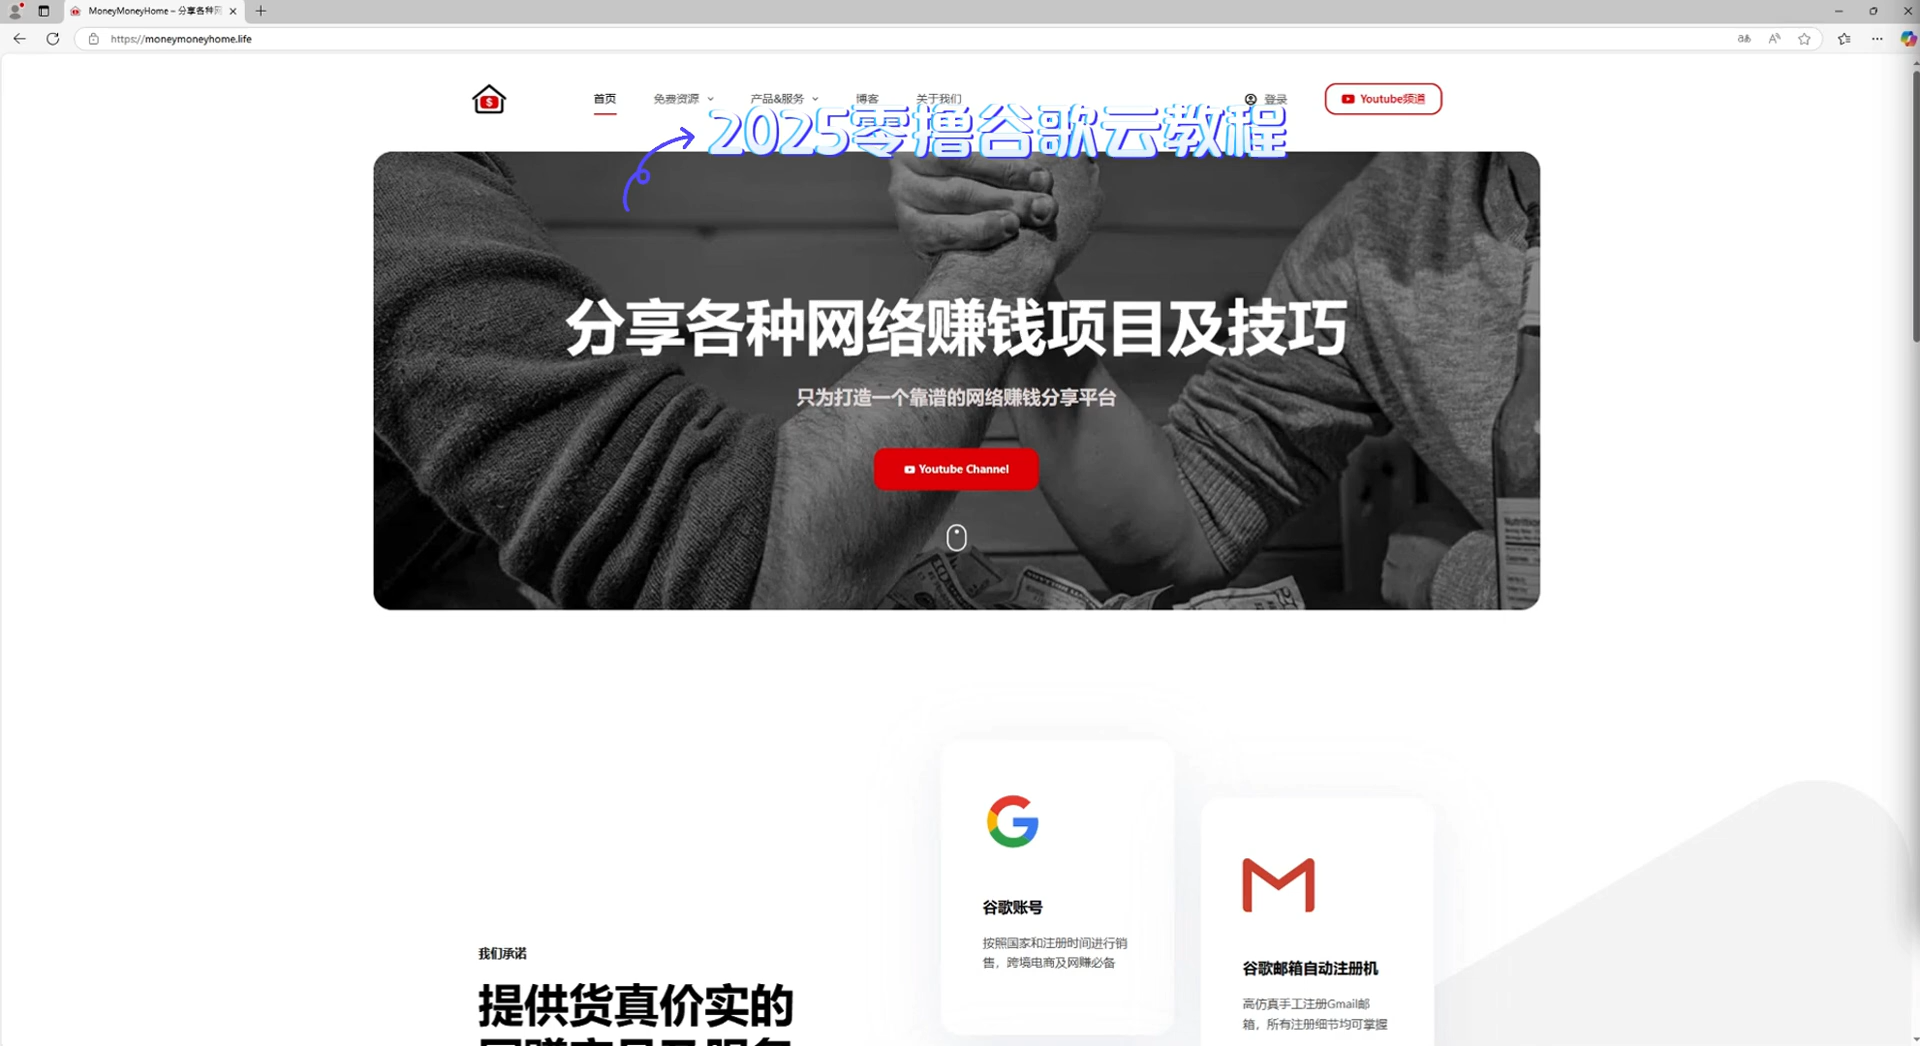 MoneyMoneyHome – 分享各种网
https://moneymoneyhome.life
首页
免费资源
产品&服务
博客
关于我们
登录
Youtube频道
2025零撸谷歌云教程
分享各种网络赚钱项目及技巧
只为打造一个靠谱的网络赚钱分享平台
Youtube Channel
谷歌账号
按照国家和注册时间进行销
售，跨境电商及网赚必备
谷歌邮箱自动注册机
高仿真手工注册Gmail邮
箱，所有注册细节均可掌握
我们承诺
提供货真价实的
网赚产品及服务